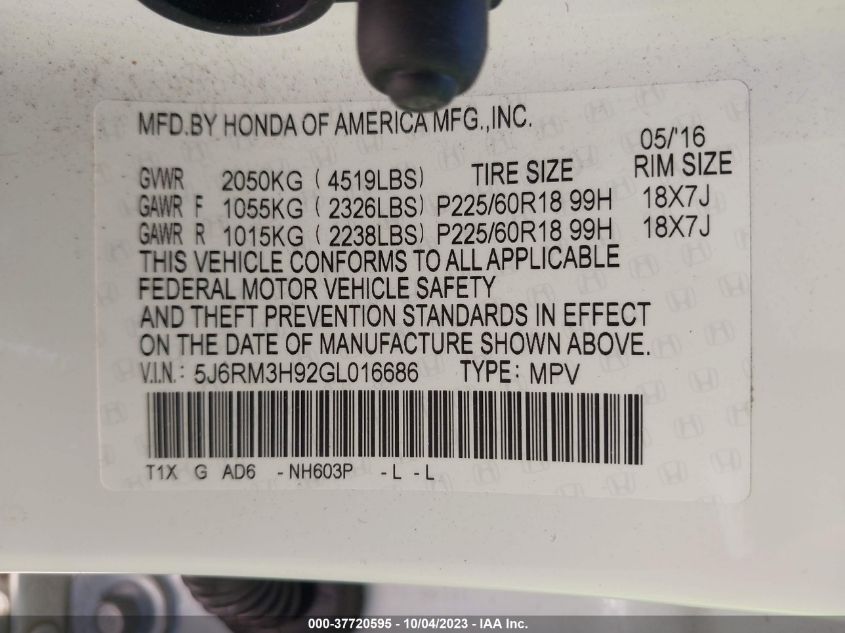 MFD.BY HONDA OF AMERICA MFG.,INC.
05/'16
GVWR 2050KG ( 4519LBS) TIRE SIZE RIM SIZE
GAWR F 1055KG ( 2326LBS) P225/60R18 99H 18X7J
GAWR R 1015KG ( 2238LBS) P225/60R18 99H 18X7J
THIS VEHICLE CONFORMS TO ALL APPLICABLE
FEDERAL MOTOR VEHICLE SAFETY
AND THEFT PREVENTION STANDARDS IN EFFECT
ON THE DATE OF MANUFACTURE SHOWN ABOVE.
V.I.N.: 5J6RM3H92GL016686 TYPE: MPV
T1X G AD6 -NH603P -L -L
000-37720595 - 10/04/2023 - IAA Inc.